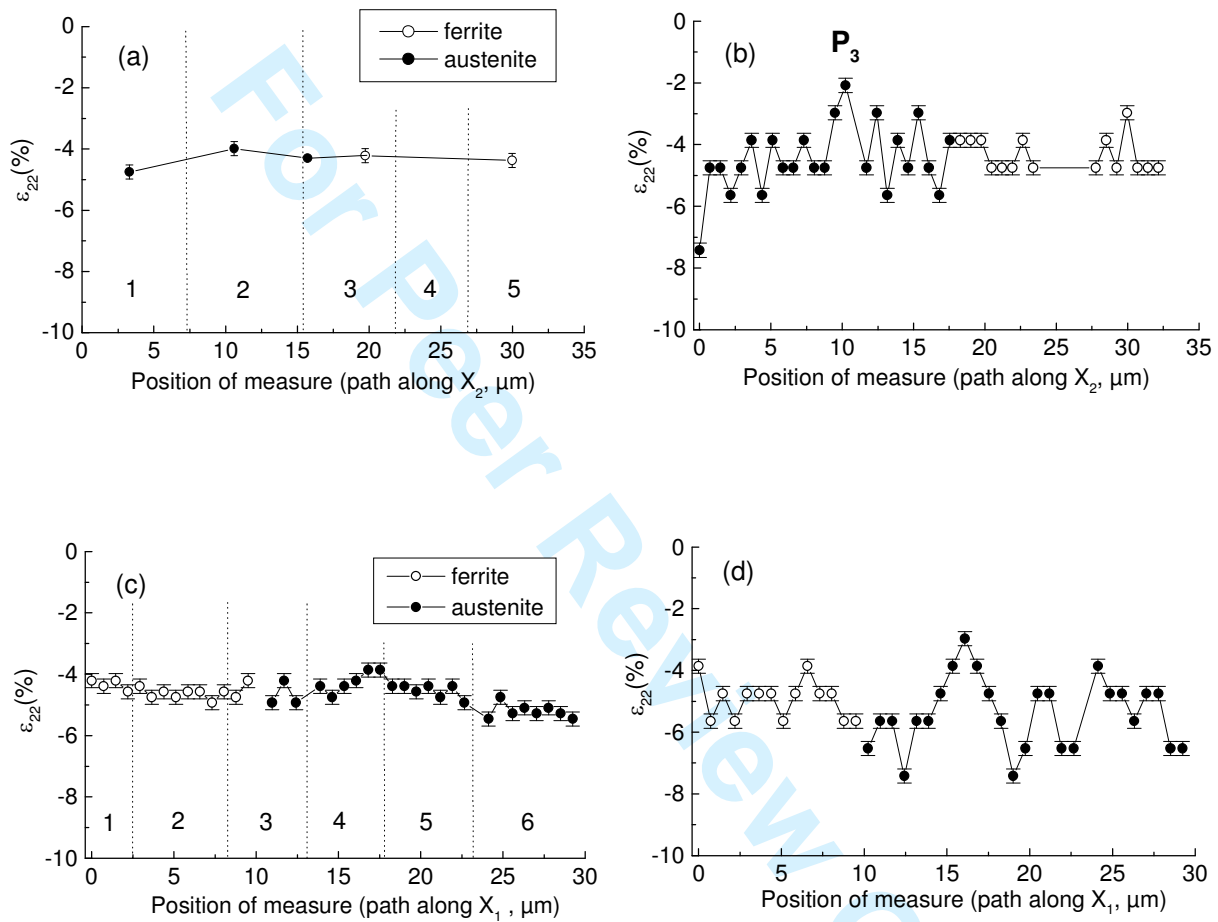 (a)
ferrite
austenite
0
-2
-4
-6
-8
-10
ε22(%)
1 2 3 4 5
0 5 10 15 20 25 30 35
Position of measure (path along X2, µm)
(b)
P3
0
-2
-4
-6
-8
-10
ε22(%)
0 5 10 15 20 25 30 35
Position of measure (path along X2, µm)
(c)
ferrite
austenite
0
-2
-4
-6
-8
-10
ε22(%)
1 2 3 4 5 6
0 5 10 15 20 25 30
Position of measure (path along X1 , µm)
(d)
0
-2
-4
-6
-8
-10
ε22(%)
0 5 10 15 20 25 30
Position of measure (path along X1, µm)
For Peer Review